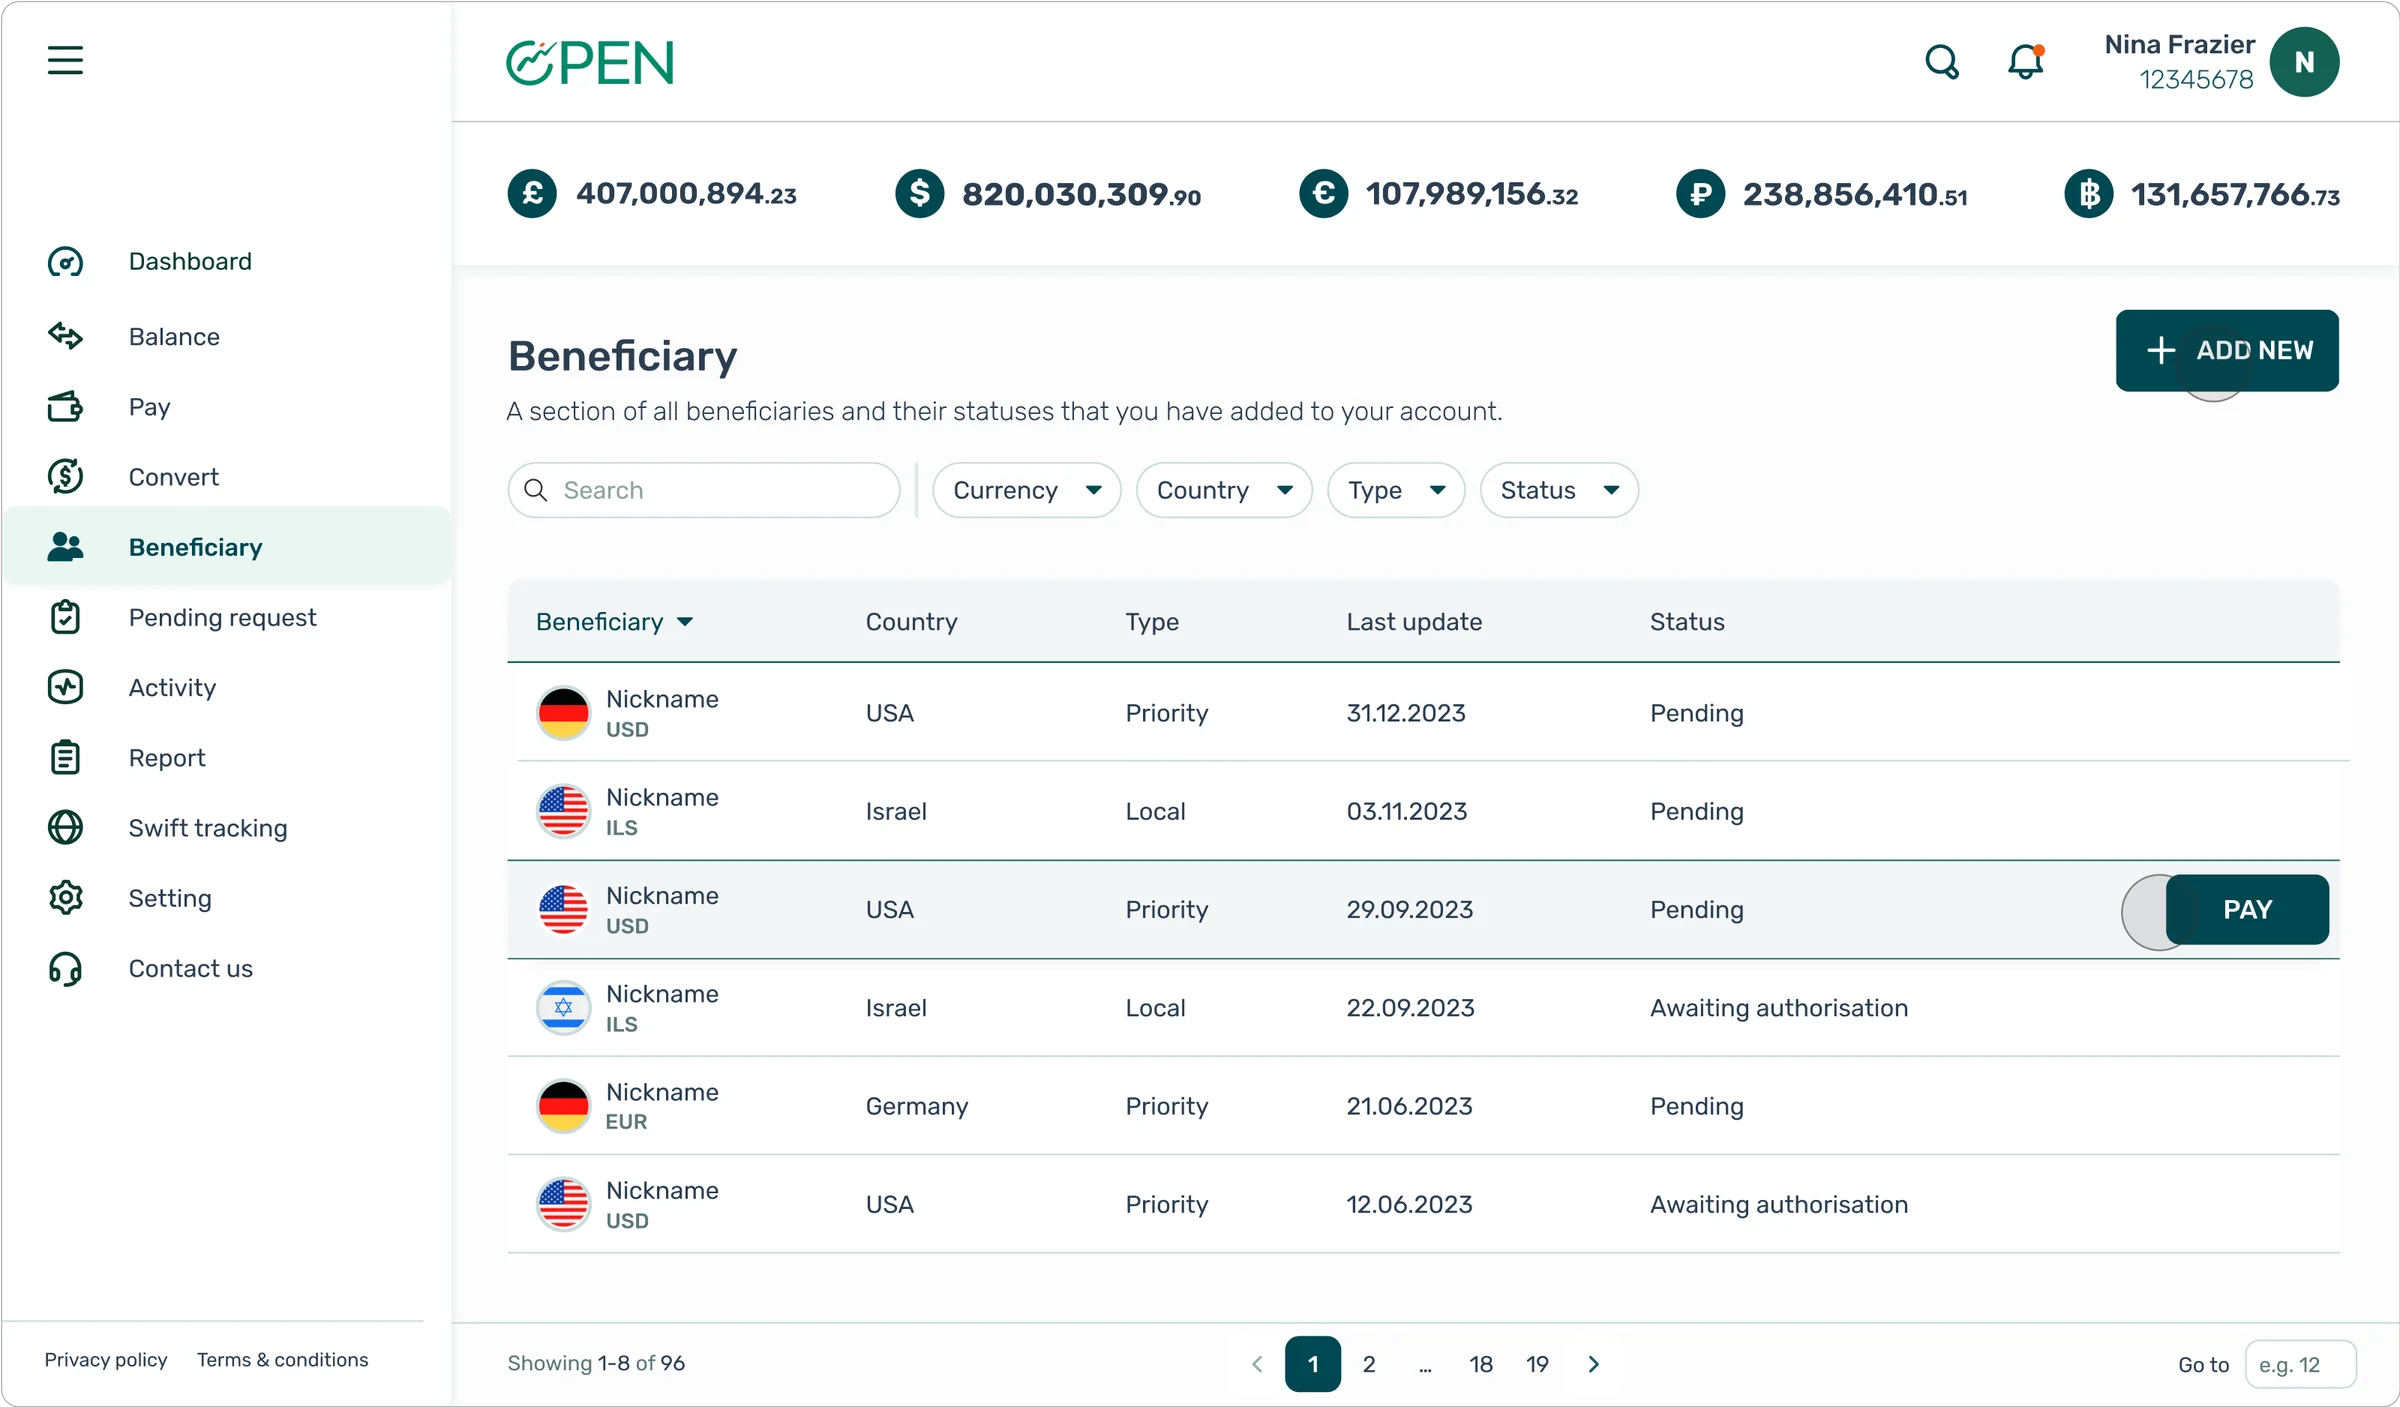 OPEN
Nina Frazier
12345678
N
£ 407,000,894.23
$ 820,030,309.90
€ 107,989,156.32
₽ 238,856,410.51
฿ 131,657,766.73
Dashboard
Balance
Pay
Convert
Beneficiary
Pending request
Activity
Report
Swift tracking
Setting
Contact us
Privacy policy
Terms & conditions
Beneficiary
+ ADD NEW
A section of all beneficiaries and their statuses that you have added to your account.
Search
Currency
Country
Type
Status
Beneficiary Country Type Last update Status
Nickname
USD
USA Priority 31.12.2023 Pending
Nickname
ILS
Israel Local 03.11.2023 Pending
Nickname
USD
USA Priority 29.09.2023 Pending PAY
Nickname
ILS
Israel Local 22.09.2023 Awaiting authorisation
Nickname
EUR
Germany Priority 21.06.2023 Pending
Nickname
USD
USA Priority 12.06.2023 Awaiting authorisation
Showing 1-8 of 96
< 1 2 ... 18 19 >
Go to e.g. 12